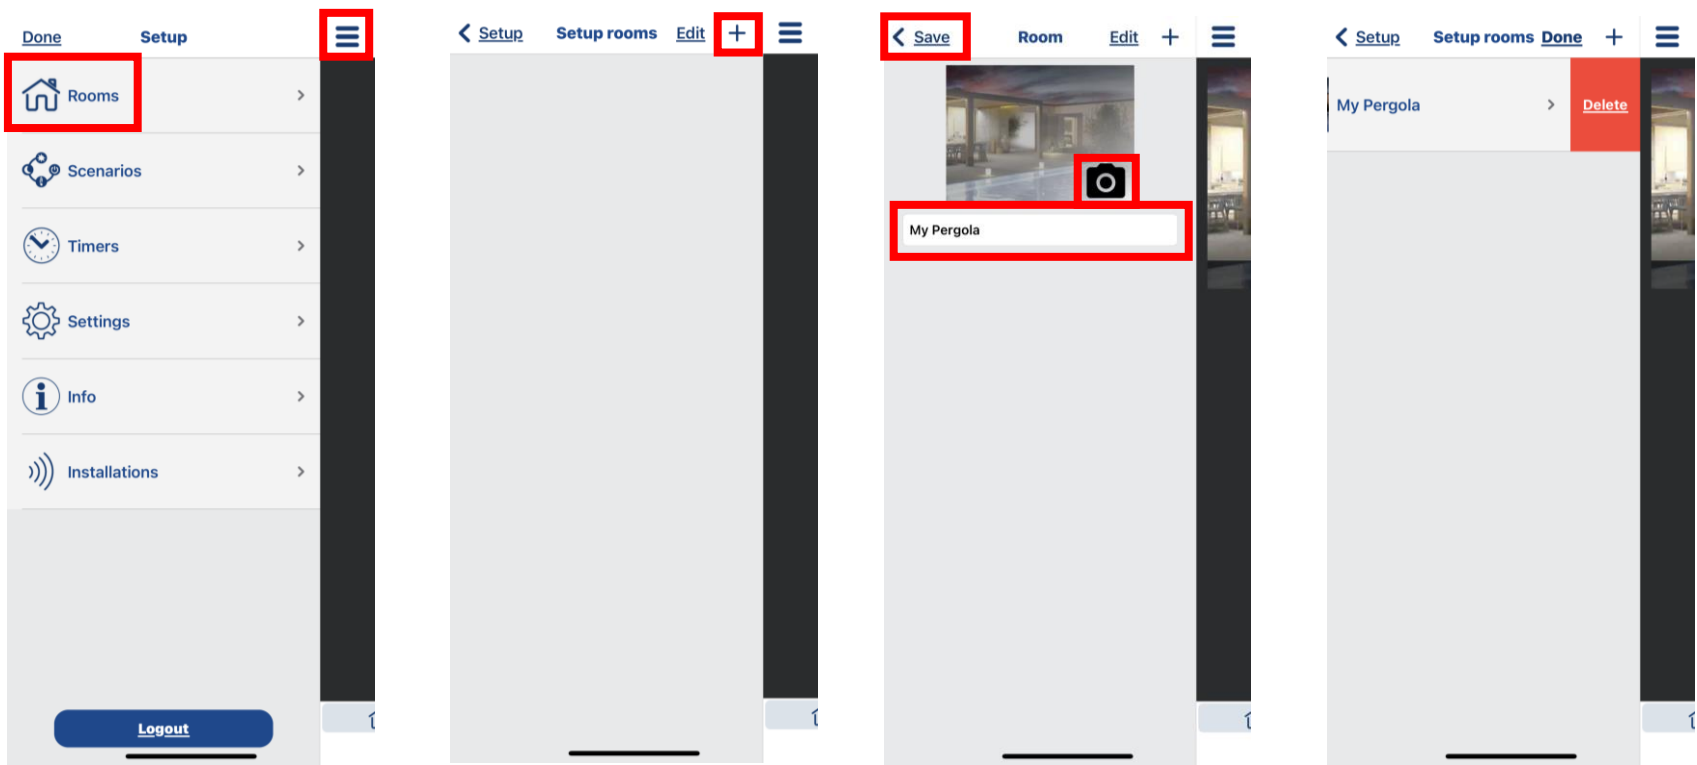 Done Setup
Rooms
Scenarios
Timers
Settings
Info
Installations
Logout
Setup Setup rooms Edit +
Save Room Edit +
My Pergola
Setup Setup rooms Done +
My Pergola Delete